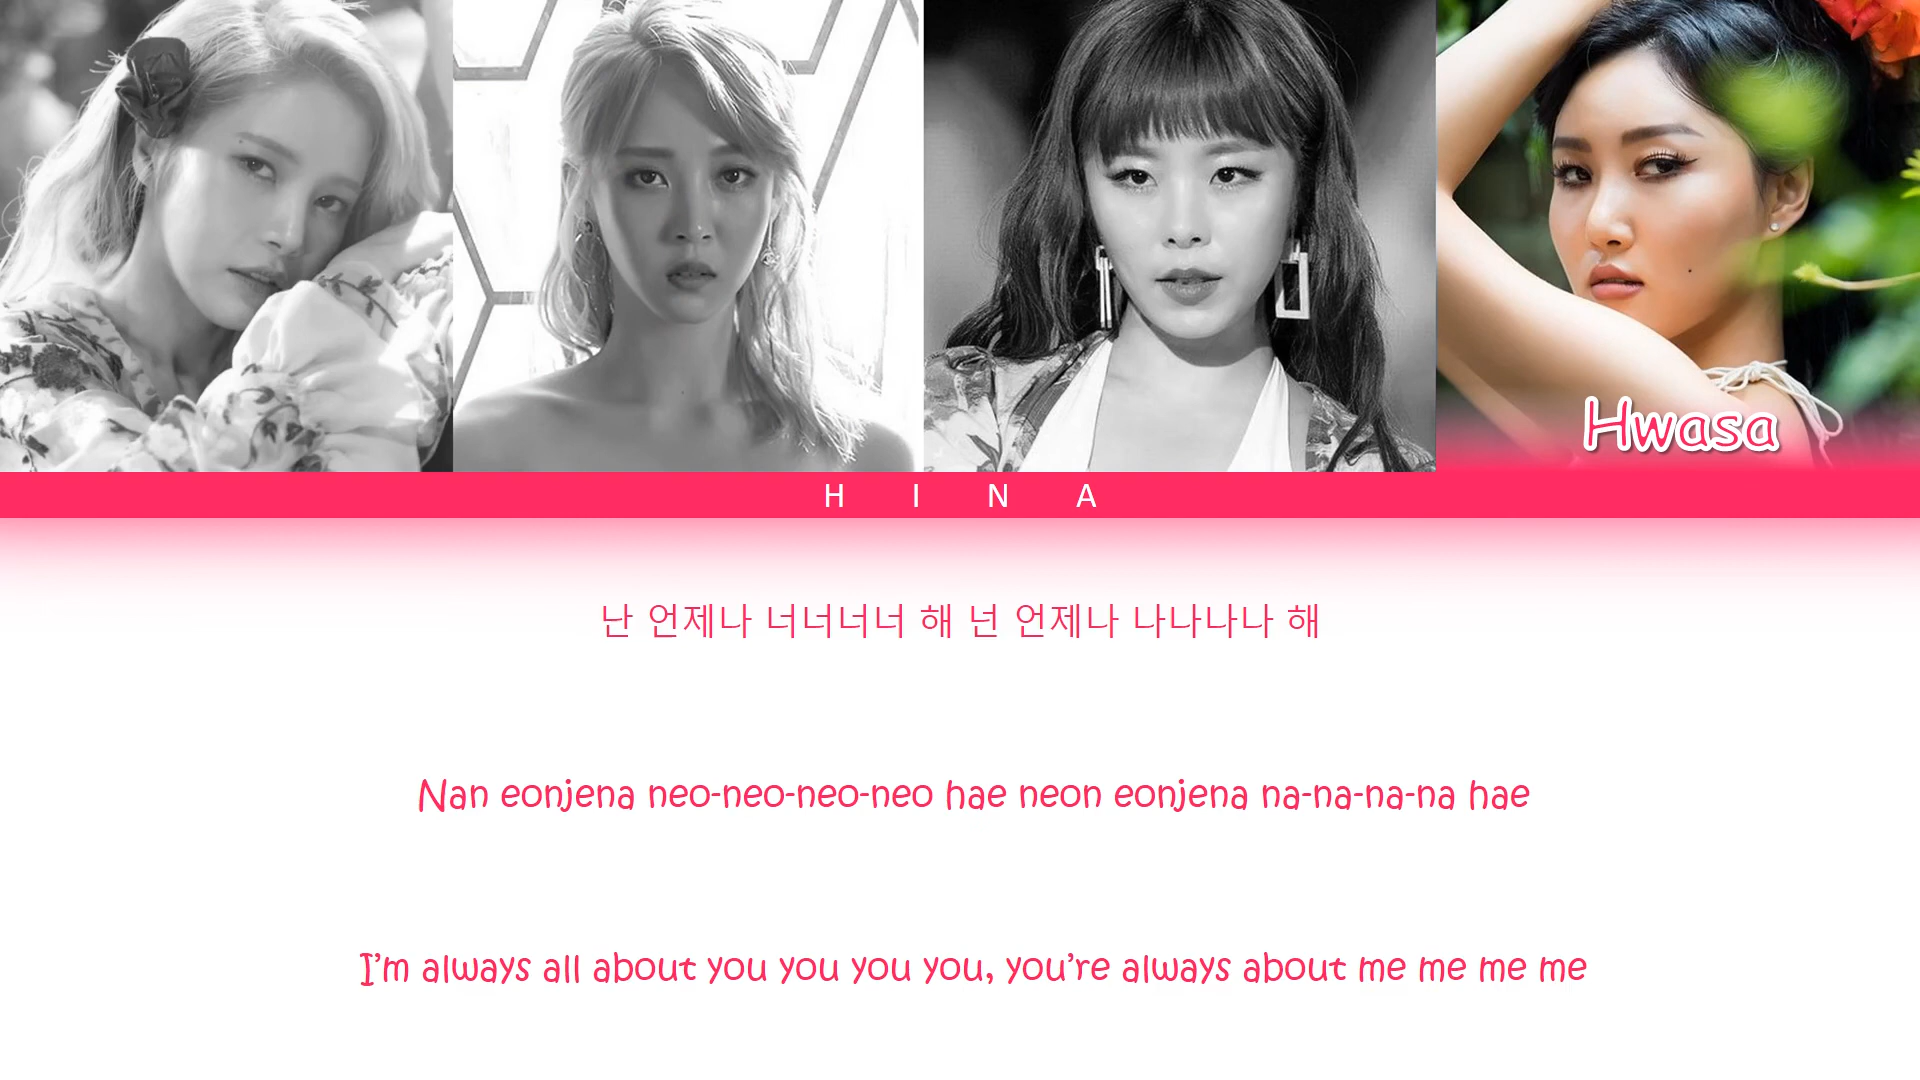 Hwasa
H I N A
난 언제나 너너너너 해 넌 언제나 나나나나 해
Nan eonjena neo-neo-neo-neo hae neon eonjena na-na-na-na hae
I’m always all about you you you you, you’re always about me me me me